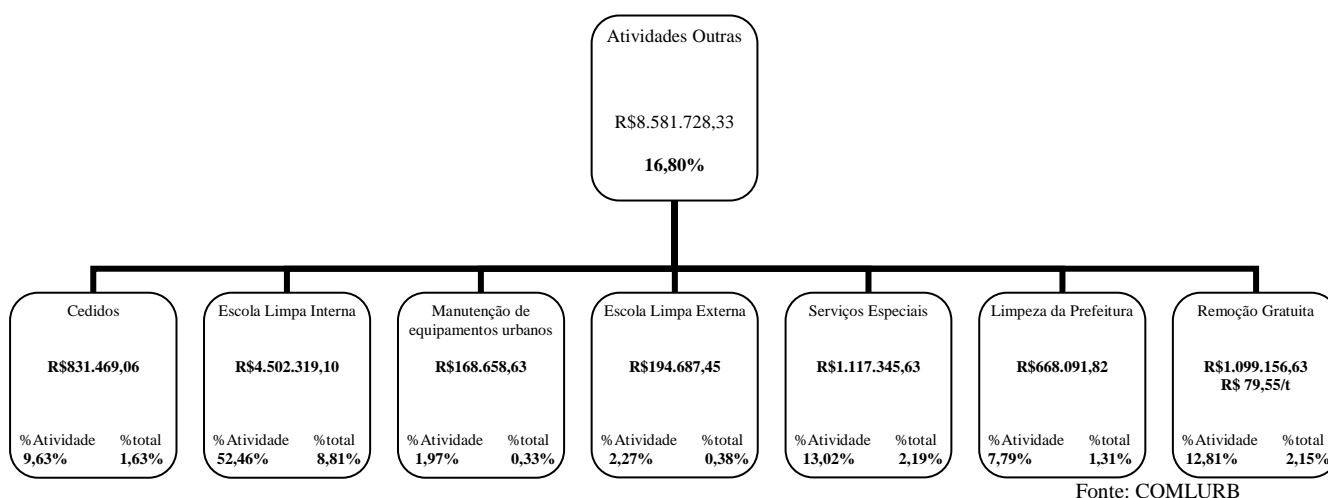 Atividades Outras
R$8.581.728,33
16,80%
Cedidos
R$831.469,06
%Atividade %total
9,63% 1,63%
Escola Limpa Interna
R$4.502.319,10
%Atividade %total
52,46% 8,81%
Manutenção de
equipamentos urbanos
R$168.658,63
%Atividade %total
1,97% 0,33%
Escola Limpa Externa
R$194.687,45
%Atividade %total
2,27% 0,38%
Serviços Especiais
R$1.117.345,63
%Atividade %total
13,02% 2,19%
Limpeza da Prefeitura
R$668.091,82
%Atividade %total
7,79% 1,31%
Remoção Gratuita
R$1.099.156,63
R$ 79,55/t
%Atividade %total
12,81% 2,15%
Fonte: COMLURB